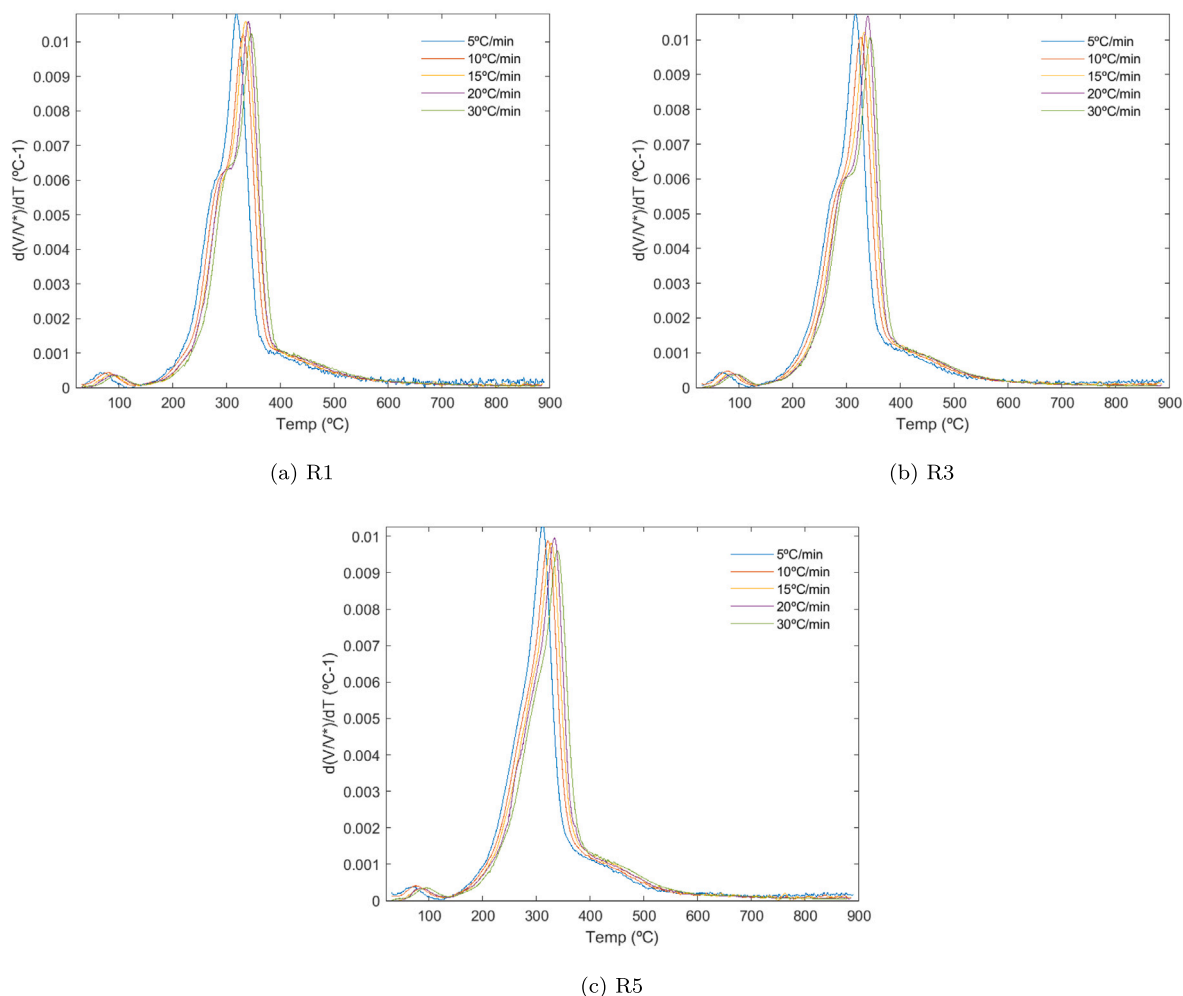 0.01
0.009
0.008
0.007
0.006
0.005
0.004
0.003
0.002
0.001
0
d(V/V*)/dT (ºC-1)
5ºC/min
10ºC/min
15ºC/min
20ºC/min
30ºC/min
100 200 300 400 500 600 700 800 900
Temp (ºC)
(a) R1
0.01
0.009
0.008
0.007
0.006
0.005
0.004
0.003
0.002
0.001
0
d(V/V*)/dT (ºC-1)
5ºC/min
10ºC/min
15ºC/min
20ºC/min
30ºC/min
100 200 300 400 500 600 700 800 900
Temp (ºC)
(b) R3
0.01
0.009
0.008
0.007
0.006
0.005
0.004
0.003
0.002
0.001
0
d(V/V*)/dT (ºC-1)
5ºC/min
10ºC/min
15ºC/min
20ºC/min
30ºC/min
100 200 300 400 500 600 700 800 900
Temp (ºC)
(c) R5